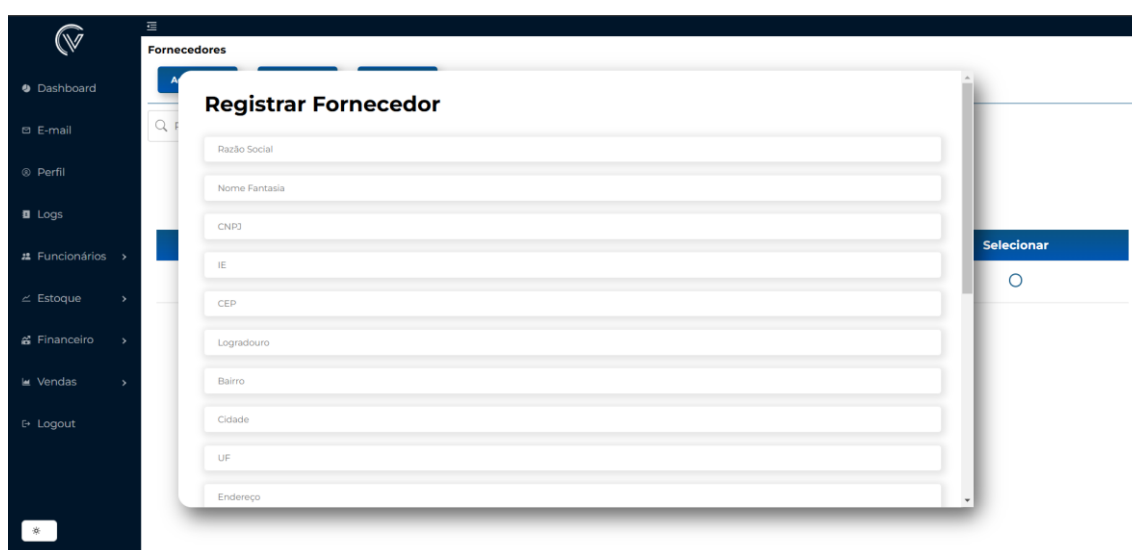 Fornecedores
Dashboard
E-mail
Perfil
Logs
Funcionários
Estoque
Financeiro
Vendas
Logout
Registrar Fornecedor
Razão Social
Nome Fantasia
CNPJ
IE
CEP
Logradouro
Bairro
Cidade
UF
Endereço
Selecionar